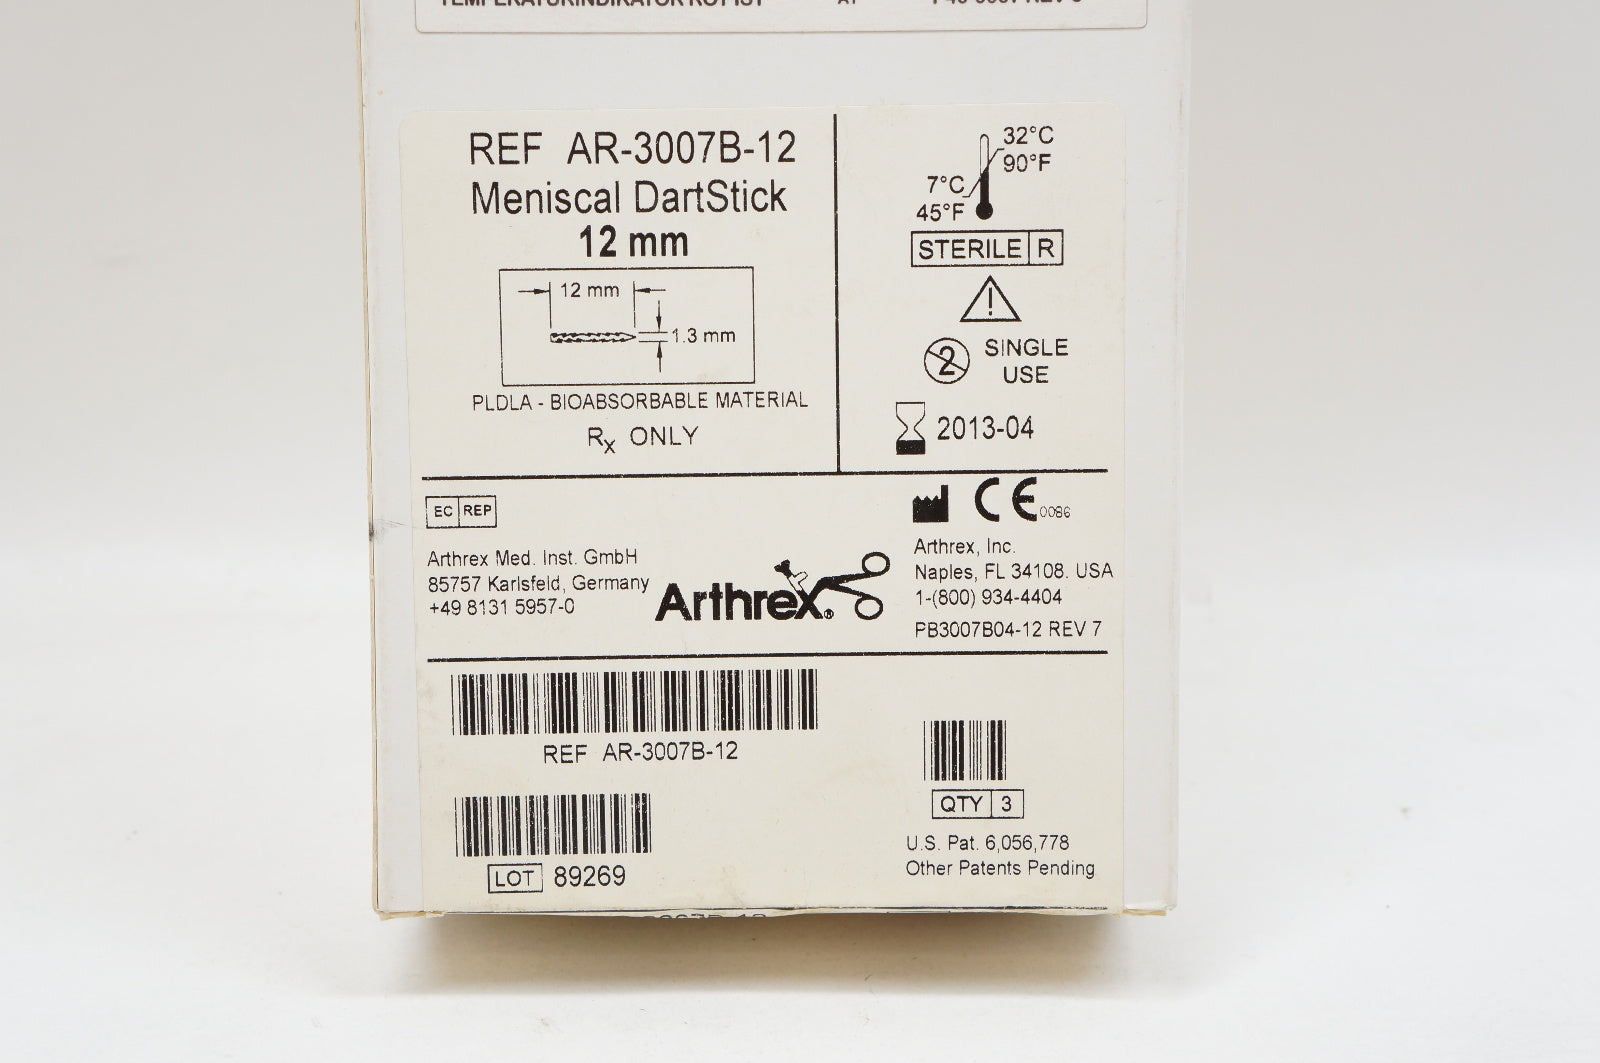 REF AR-3007B-12
Meniscal DartStick
12 mm
12 mm
1.3 mm
PLDLA - BIOABSORBABLE MATERIAL
Rx ONLY
32°C
90°F
7°C
45°F
STERILE R
2 SINGLE
USE
2013-04
EC REP
Arthrex Med. Inst. GmbH
85757 Karlsfeld, Germany
+49 8131 5957-0
Arthrex®
CE 0086
Arthrex, Inc.
Naples, FL 34108. USA
1-(800) 934-4404
PB3007B04-12 REV 7
REF AR-3007B-12
LOT 89269
QTY 3
U.S. Pat. 6,056,778
Other Patents Pending